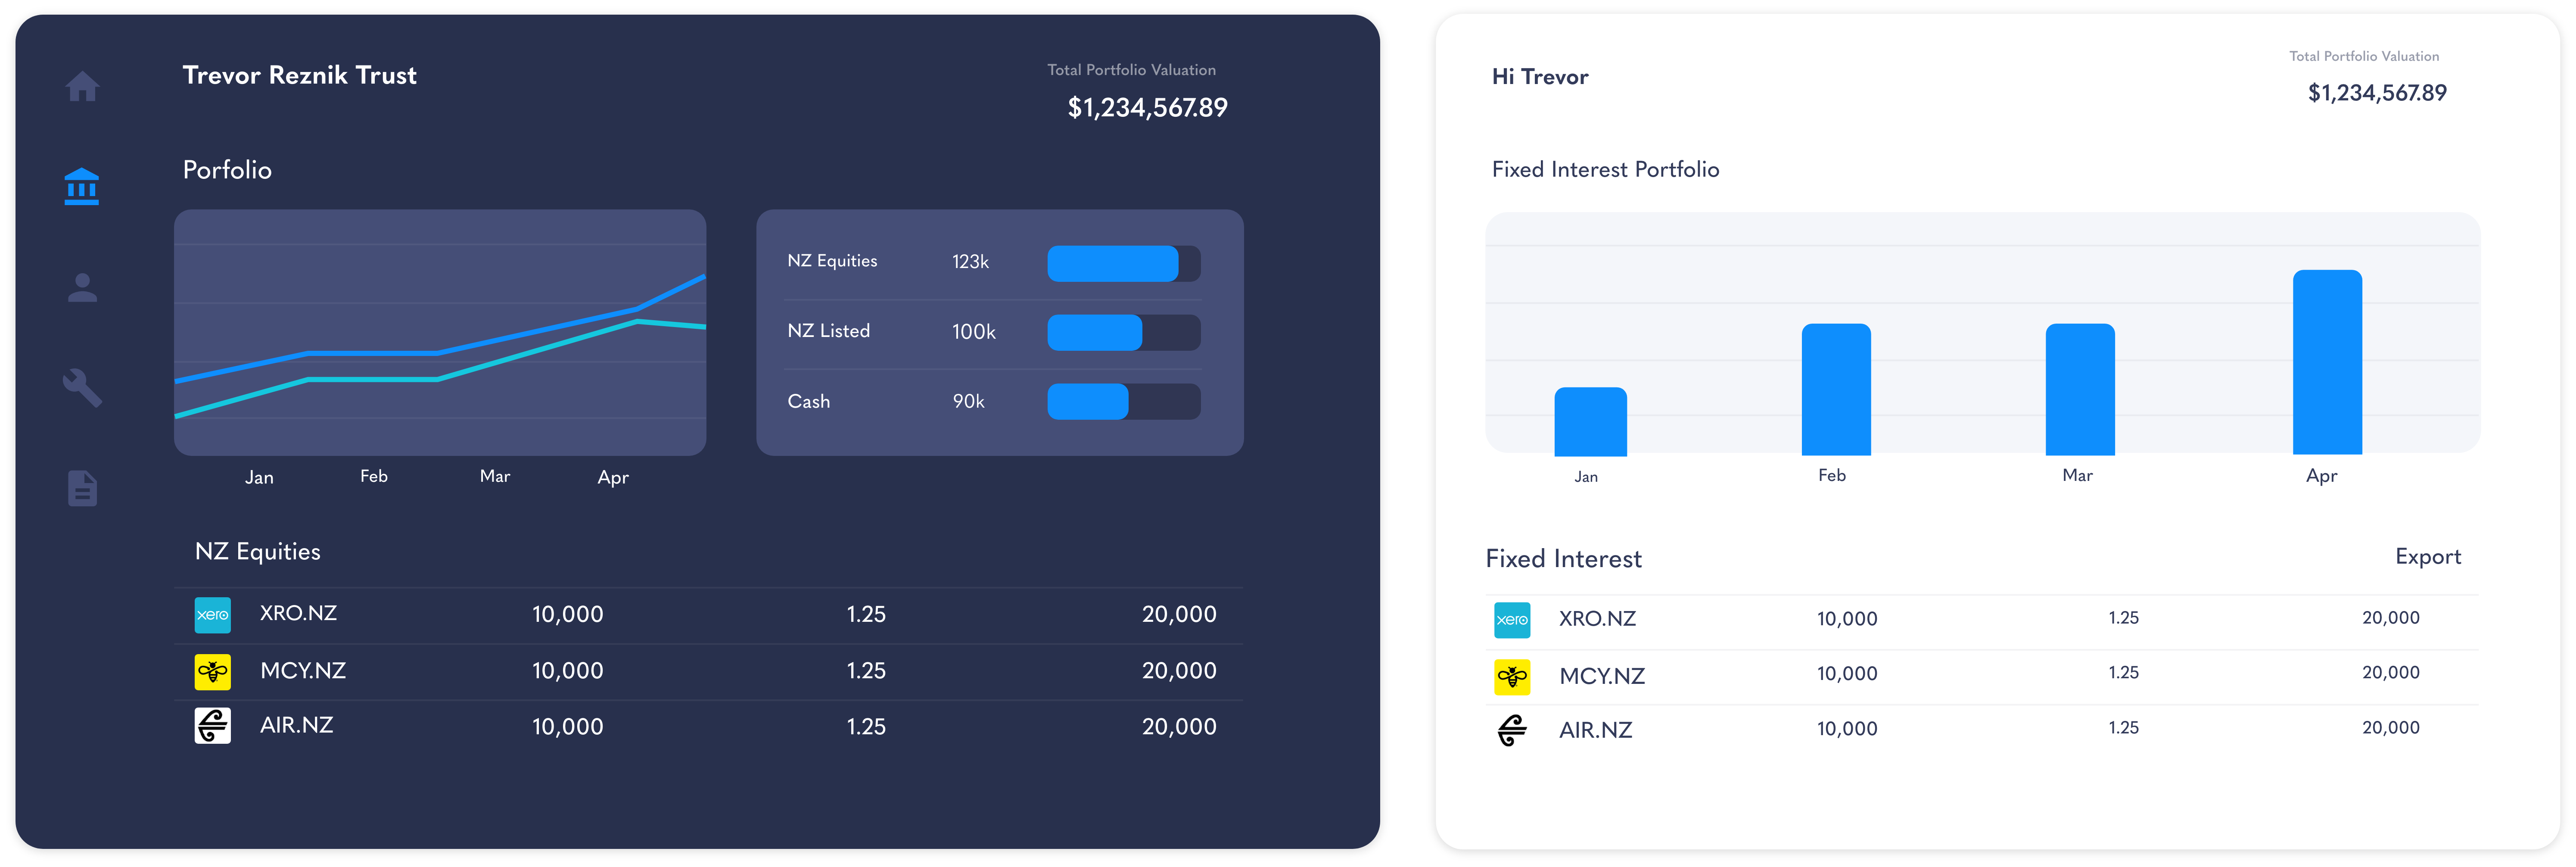 Trevor Reznik Trust
Total Portfolio Valuation
$1,234,567.89
Porfolio
NZ Equities 123k
NZ Listed 100k
Cash 90k
Jan Feb Mar Apr
NZ Equities
xero XRO.NZ 10,000 1.25 20,000
MCY.NZ 10,000 1.25 20,000
AIR.NZ 10,000 1.25 20,000
Hi Trevor
Total Portfolio Valuation
$1,234,567.89
Fixed Interest Portfolio
Jan Feb Mar Apr
Fixed Interest Export
xero XRO.NZ 10,000 1.25 20,000
MCY.NZ 10,000 1.25 20,000
AIR.NZ 10,000 1.25 20,000